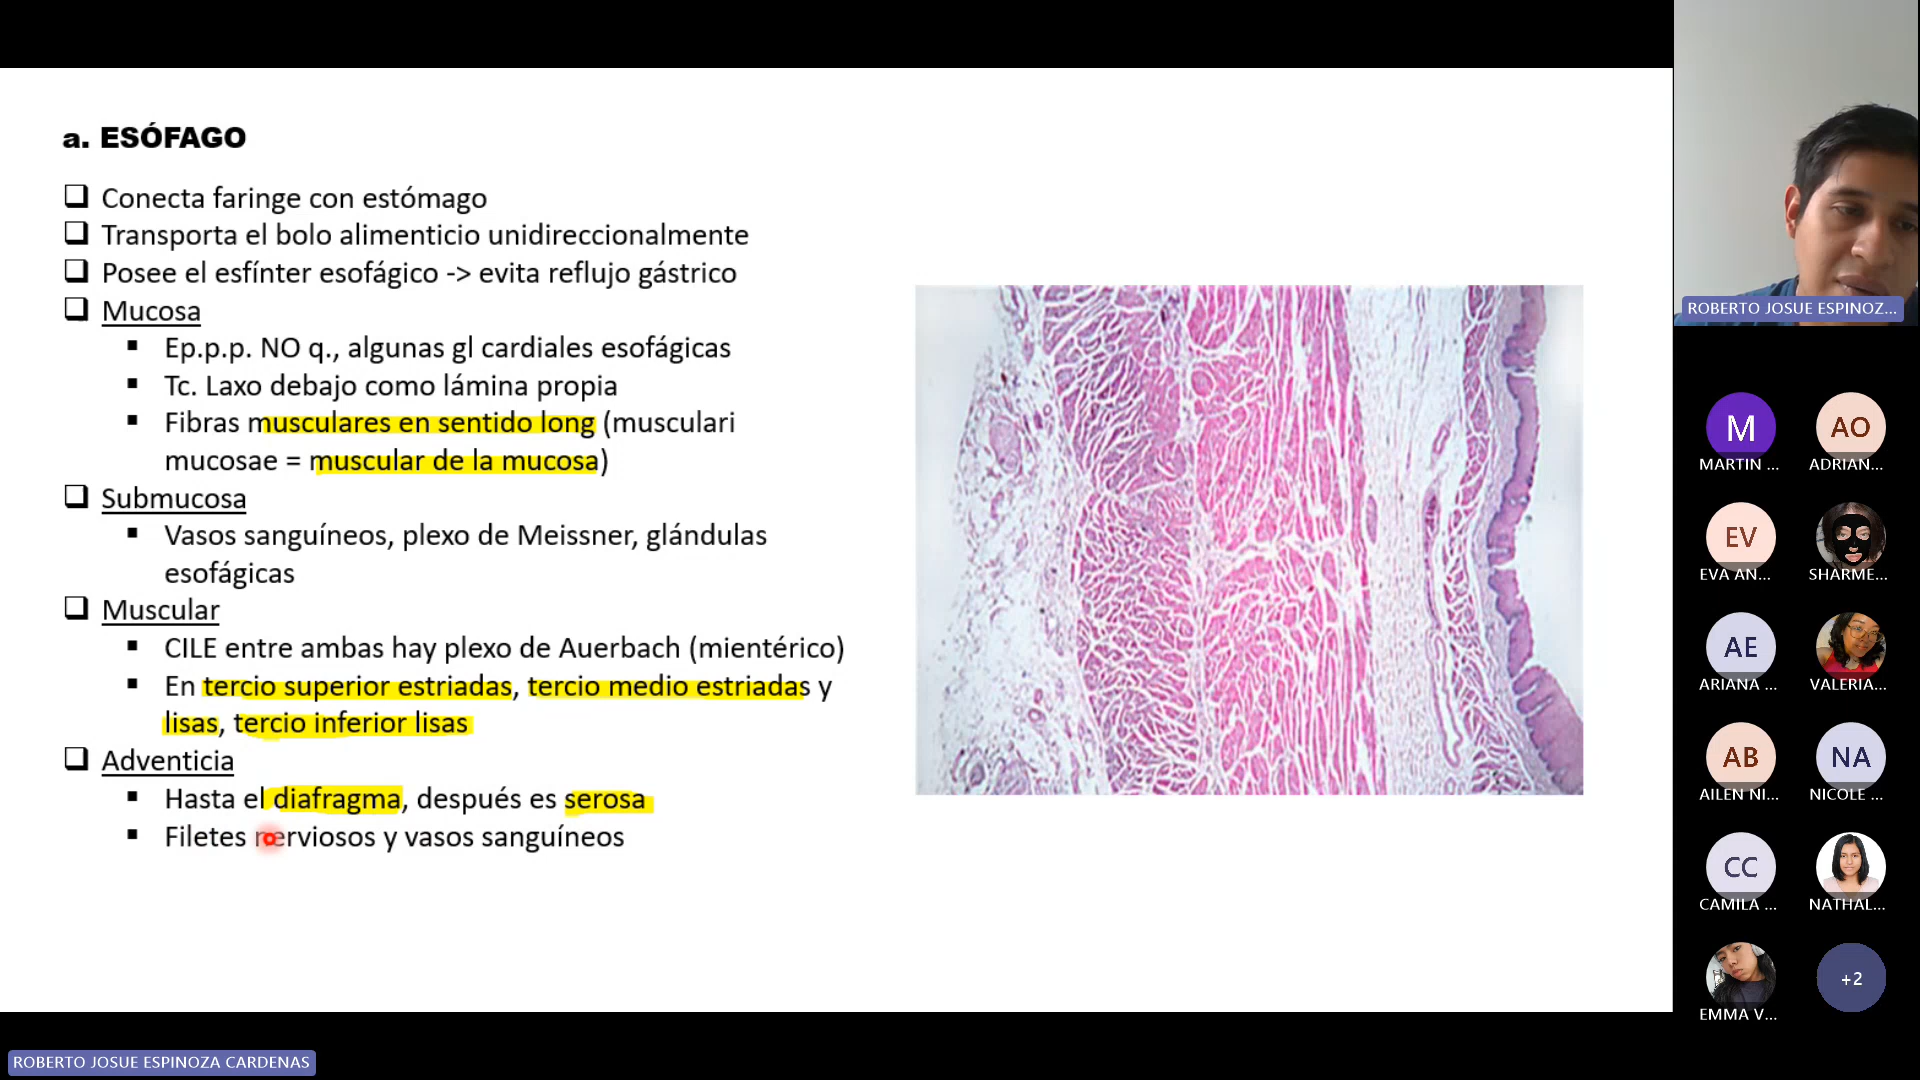 a. ESÓFAGO
Conecta faringe con estómago
Transporta el bolo alimenticio unidireccionalmente
Posee el esfínter esofágico -> evita reflujo gástrico
Mucosa
Ep.p.p. NO q., algunas gl cardiales esofágicas
Tc. Laxo debajo como lámina propia
Fibras musculares en sentido long (musculari
mucosae = muscular de la mucosa)
Submucosa
Vasos sanguíneos, plexo de Meissner, glándulas
esofágicas
Muscular
CILE entre ambas hay plexo de Auerbach (mientérico)
En tercio superior estriadas, tercio medio estriadas y
lisas, tercio inferior lisas
Adventicia
Hasta el diafragma, después es serosa
Filetes nerviosos y vasos sanguíneos
ROBERTO JOSUE ESPINOZ...
M
MARTIN ...
AO
ADRIAN...
EV
EVA AN...
SHARME...
AE
ARIANA ...
VALERIA...
AB
AILEN NI...
NA
NICOLE ...
CC
CAMILA ...
NATHAL...
EMMA V...
+2
ROBERTO JOSUE ESPINOZA CARDENAS